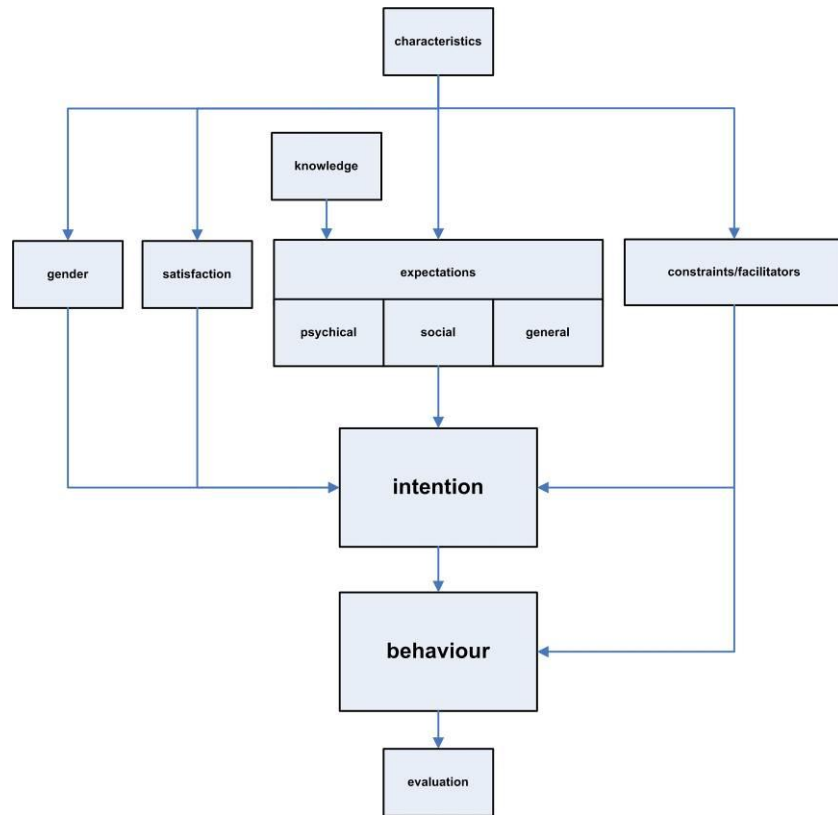 characteristics
knowledge
gender
satisfaction
expectations
constraints/facilitators
psychical
social
general
intention
behaviour
evaluation